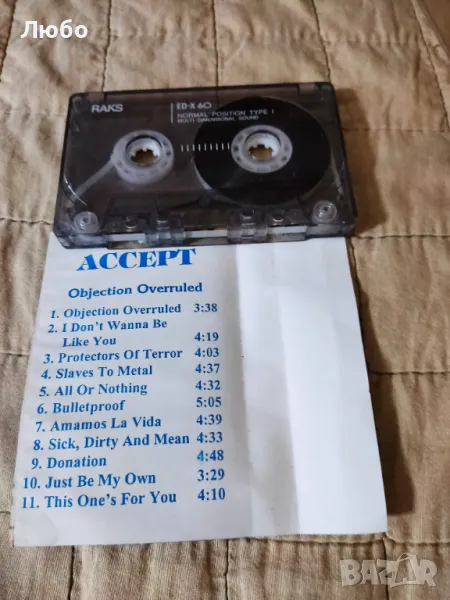 Любо
RAKS
ED-X 60
NORMAL POSITION TYPE I
MULTI DIMENSIONAL SOUND
ACCEPT
Objection Overruled
1. Objection Overruled 3:38
2. I Don't Wanna Be
Like You 4:19
3. Protectors Of Terror 4:03
4. Slaves To Metal 4:37
5. All Or Nothing 4:32
6. Bulletproof 5:05
7. Amamos La Vida 4:39
8. Sick, Dirty And Mean 4:33
9. Donation 4:48
10. Just Be My Own 3:29
11. This One's For You 4:10
BAZAR